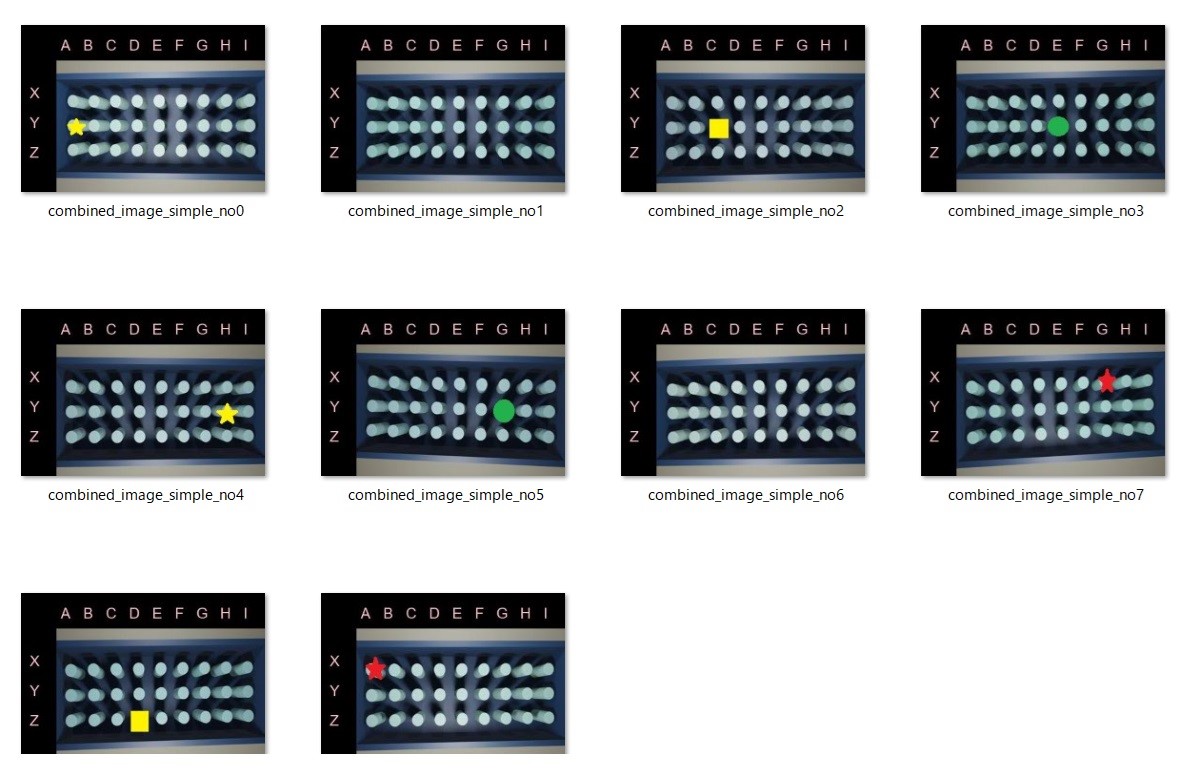 A B C D E F G H I
X
Y
Z
combined_image_simple_no0
A B C D E F G H I
X
Y
Z
combined_image_simple_no1
A B C D E F G H I
X
Y
Z
combined_image_simple_no2
A B C D E F G H I
X
Y
Z
combined_image_simple_no3
A B C D E F G H I
X
Y
Z
combined_image_simple_no4
A B C D E F G H I
X
Y
Z
combined_image_simple_no5
A B C D E F G H I
X
Y
Z
combined_image_simple_no6
A B C D E F G H I
X
Y
Z
combined_image_simple_no7
A B C D E F G H I
X
Y
Z
A B C D E F G H I
X
Y
Z